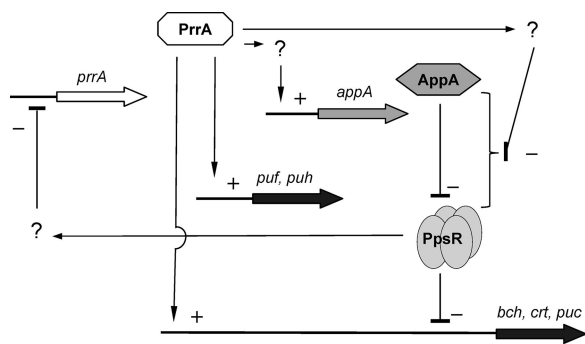 PrrA
?
?
prrA
appA
AppA
+
−
+
puf, puh
−
−
?
PpsR
+
−
bch, crt, puc